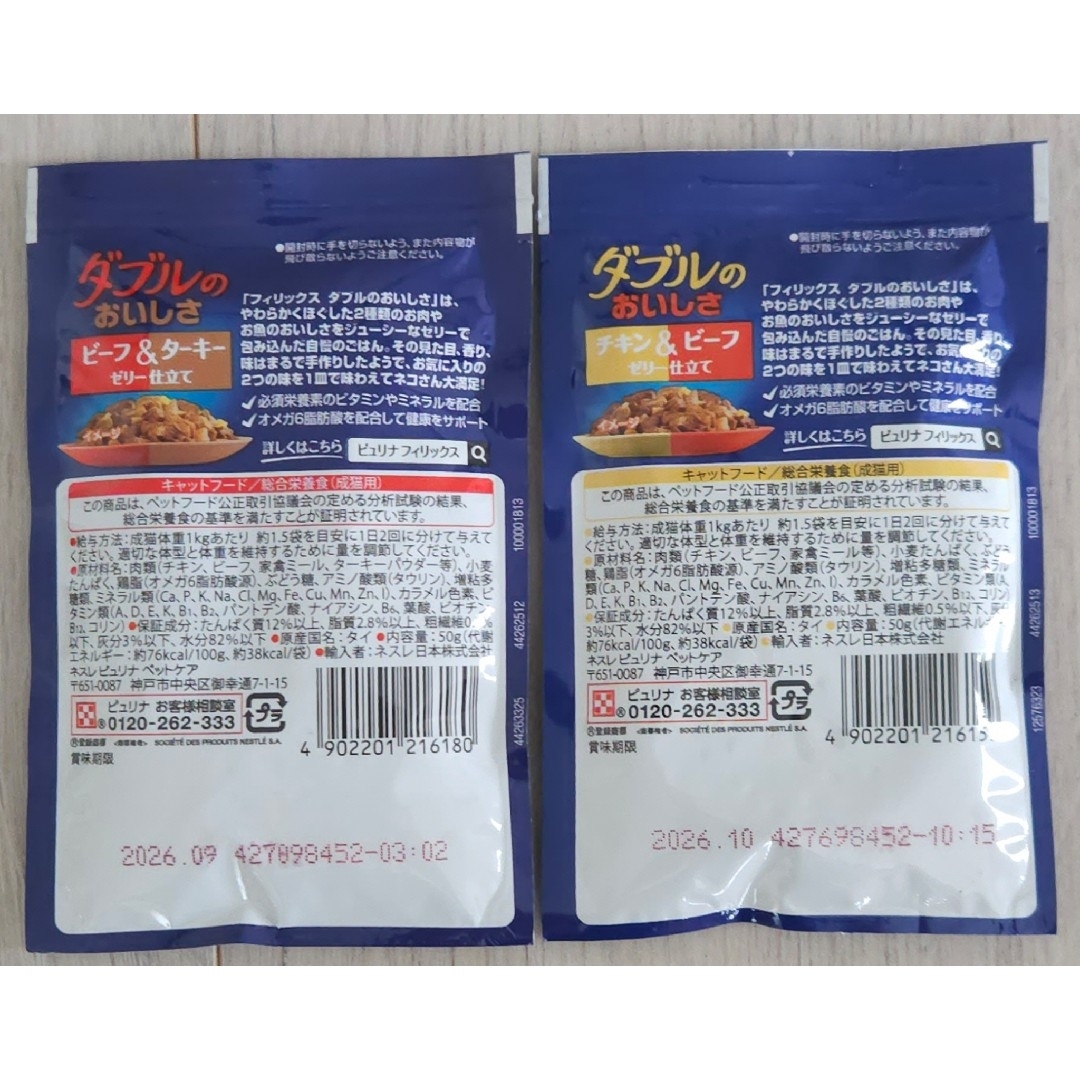 ●開封時に手を切らないよう、また内容物が
飛び散らないようご注意ください。
ダブルの
おいしさ
ビーフ&ターキー
ゼリー仕立て
イメージ
「フィリックス ダブルのおいしさ」は、
やわらかくほぐした2種類のお肉や
お魚のおいしさをジューシーなゼリーで
包み込んだ自慢のごはん。その見た目、香り、
味はまるで手作りしたようで、お気に入りの
2つの味を1皿で味わえてネコさん大満足!
✓必須栄養素のビタミンやミネラルを配合
✓オメガ6脂肪酸を配合して健康をサポート
詳しくはこちら ピュリナ フィリックス
キャットフード/総合栄養食(成猫用)
この商品は、ペットフード公正取引協議会の定める分析試験の結果、
総合栄養食の基準を満たすことが証明されています。
●給与方法:成猫体重1kgあたり 約1.5袋を目安に1日2回に分けて与えて
ください。適切な体型と体重を維持するために量を調節してください。
●原材料名:肉類(チキン、ビーフ、家禽ミール、ターキーパウダー等)、小麦
たんぱく、鶏脂(オメガ6脂肪酸源)、ぶどう糖、アミノ酸類(タウリン)、増粘多
糖類、ミネラル類(Ca, P, K, Na, Cl, Mg, Fe, Cu, Mn, Zn, I)、カラメル色素、ビ
タミン類(A, D, E, K, B1, B2, パントテン酸、ナイアシン、B6, 葉酸、ビオチン、
B12, コリン) ●保証成分:たんぱく質12%以上、脂質2.8%以上、粗繊維0.5%
以下、灰分3%以下、水分82%以下 ●原産国名:タイ ●内容量:50g(代謝
エネルギー:約76kcal/100g、約38kcal/袋) ●輸入者:ネスレ日本株式会社
ネスレ ピュリナ ペットケア
〒651-0087 神戸市中央区御幸通7-1-15
ピュリナ お客様相談室
®0120-262-333
プラ
®登録商標 <商標権者> SOCIÉTÉ DES PRODUITS NESTLÉ S.A.
賞味期限
4 902201 216180
2026.09 427898452-03:02
100001813
44262512
44263325
●開封時に手を切らないよう、また内容物が
飛び散らないようご注意ください。
ダブルの
おいしさ
チキン&ビーフ
ゼリー仕立て
イメージ
「フィリックス ダブルのおいしさ」は、
やわらかくほぐした2種類のお肉や
お魚のおいしさをジューシーなゼリーで
包み込んだ自慢のごはん。その見た目、香り、
味はまるで手作りしたようで、お気に入りの
2つの味を1皿で味わえてネコさん大満足!
✓必須栄養素のビタミンやミネラルを配合
✓オメガ6脂肪酸を配合して健康をサポート
詳しくはこちら ピュリナ フィリックス
キャットフード/総合栄養食(成猫用)
この商品は、ペットフード公正取引協議会の定める分析試験の結果、
総合栄養食の基準を満たすことが証明されています。
●給与方法:成猫体重1kgあたり 約1.5袋を目安に1日2回に分けて与えて
ください。適切な体型と体重を維持するために量を調節してください。
●原材料名:肉類(チキン、ビーフ、家禽ミール等)、小麦たんぱく、ぶどう
糖、鶏脂(オメガ6脂肪酸源)、アミノ酸類(タウリン)、増粘多糖類、ミネラル
類(Ca, P, K, Na, Cl, Mg, Fe, Cu, Mn, Zn, I)、カラメル色素、ビタミン類(A,
D, E, K, B1, B2, パントテン酸、ナイアシン、B6, 葉酸、ビオチン、B12, コリン)
●保証成分:たんぱく質12%以上、脂質2.8%以上、粗繊維0.5%以下、灰分
3%以下、水分82%以下 ●原産国名:タイ ●内容量:50g(代謝エネルギー:
約76kcal/100g、約38kcal/袋) ●輸入者:ネスレ日本株式会社
ネスレ ピュリナ ペットケア
〒651-0087 神戸市中央区御幸通7-1-15
ピュリナ お客様相談室
®0120-262-333
プラ
®登録商標 <商標権者> SOCIÉTÉ DES PRODUITS NESTLÉ S.A.
賞味期限
4 902201 21615
2026.10 427698452-10:15
100001813
44262513
12576323